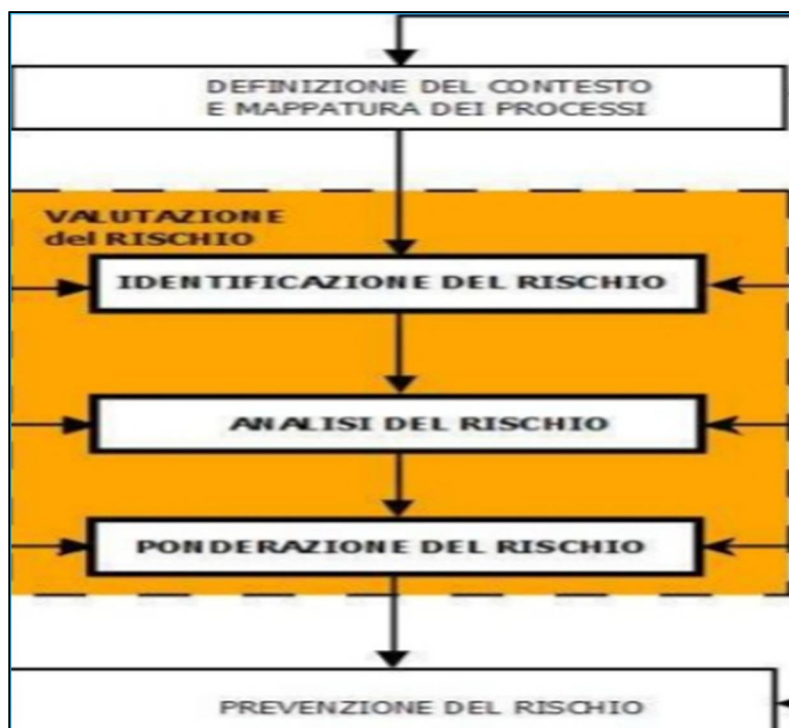 DEFINIZIONE DEL CONTESTO
E MAPPATURA DEI PROCESSI
VALUTAZIONE
del RISCHIO
IDENTIFICAZIONE DEL RISCHIO
ANALISI DEL RISCHIO
PONDERAZIONE DEL RISCHIO
PREVENZIONE DEL RISCHIO